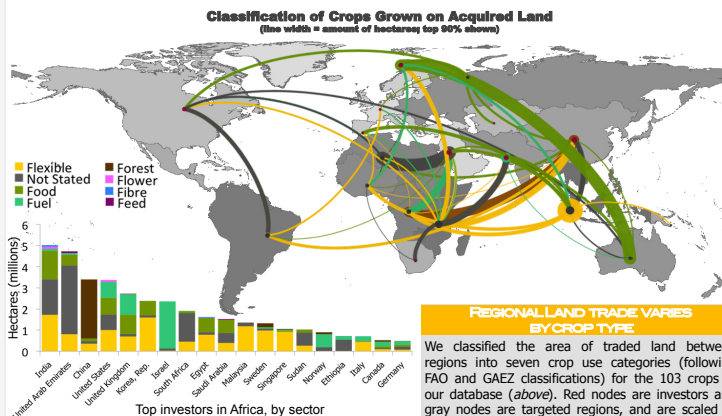 Classification of Crops Grown on Acquired Land
(line width = amount of hectares; top 90% shown)
Flexible
Not Stated
Food
Fuel
Forest
Flower
Fibre
Feed
Hectares (millions)
6
5
4
3
2
1
0
India
United Arab Emirates
China
United States
United Kingdom
Korea, Rep.
Israel
South Africa
Egypt
Saudi Arabia
Malaysia
Sweden
Singapore
Sudan
Norway
Ethiopia
Italy
Canada
Germany
Top investors in Africa, by sector
REGIONAL LAND TRADE VARIES
BY CROP TYPE
We classified the area of traded land betwe
regions into seven crop use categories (followi
FAO and GAEZ classifications) for the 103 crops
our database (above). Red nodes are investors a
gray nodes are targeted regions, and are scaled